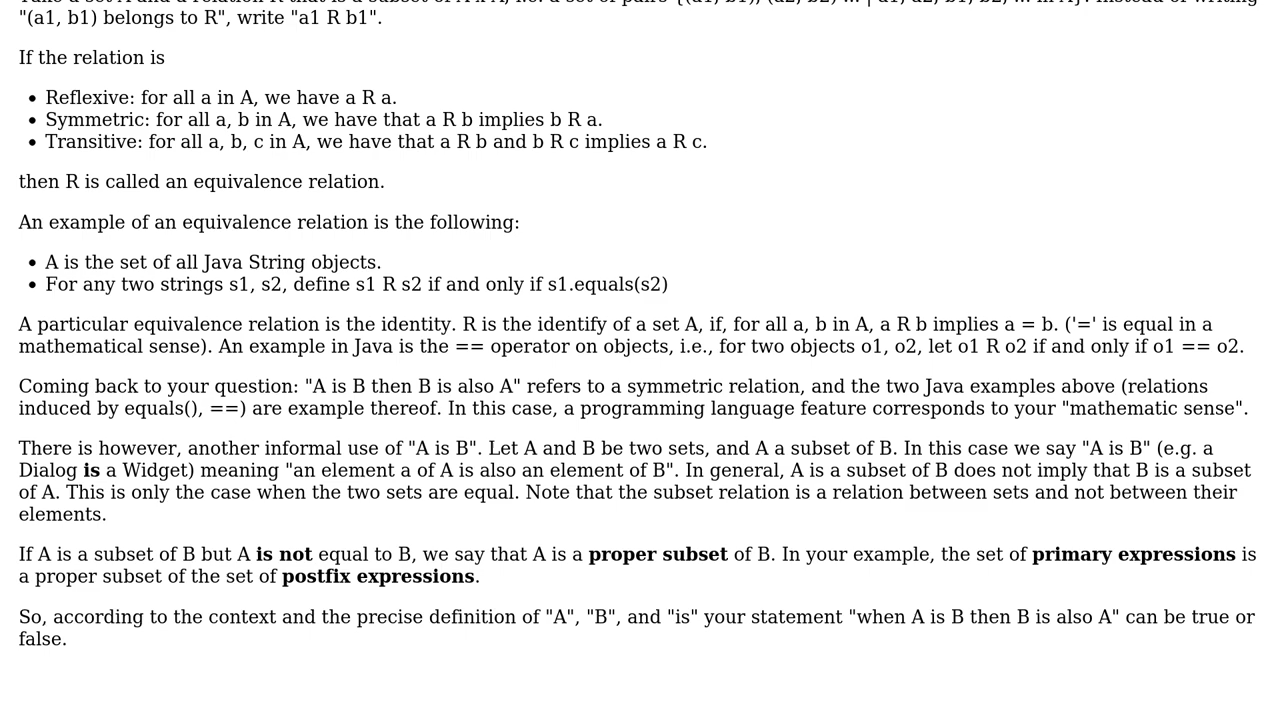 "(a1, b1) belongs to R", write "a1 R b1".
If the relation is
• Reflexive: for all a in A, we have a R a.
• Symmetric: for all a, b in A, we have that a R b implies b R a.
• Transitive: for all a, b, c in A, we have that a R b and b R c implies a R c.
then R is called an equivalence relation.
An example of an equivalence relation is the following:
• A is the set of all Java String objects.
• For any two strings s1, s2, define s1 R s2 if and only if s1.equals(s2)
A particular equivalence relation is the identity. R is the identify of a set A, if, for all a, b in A, a R b implies a = b. ('=' is equal in a
mathematical sense). An example in Java is the == operator on objects, i.e., for two objects o1, o2, let o1 R o2 if and only if o1 == o2.
Coming back to your question: "A is B then B is also A" refers to a symmetric relation, and the two Java examples above (relations
induced by equals(), ==) are example thereof. In this case, a programming language feature corresponds to your "mathematic sense".
There is however, another informal use of "A is B". Let A and B be two sets, and A a subset of B. In this case we say "A is B" (e.g. a
Dialog is a Widget) meaning "an element a of A is also an element of B". In general, A is a subset of B does not imply that B is a subset
of A. This is only the case when the two sets are equal. Note that the subset relation is a relation between sets and not between their
elements.
If A is a subset of B but A is not equal to B, we say that A is a proper subset of B. In your example, the set of primary expressions is
a proper subset of the set of postfix expressions.
So, according to the context and the precise definition of "A", "B", and "is" your statement "when A is B then B is also A" can be true or
false.